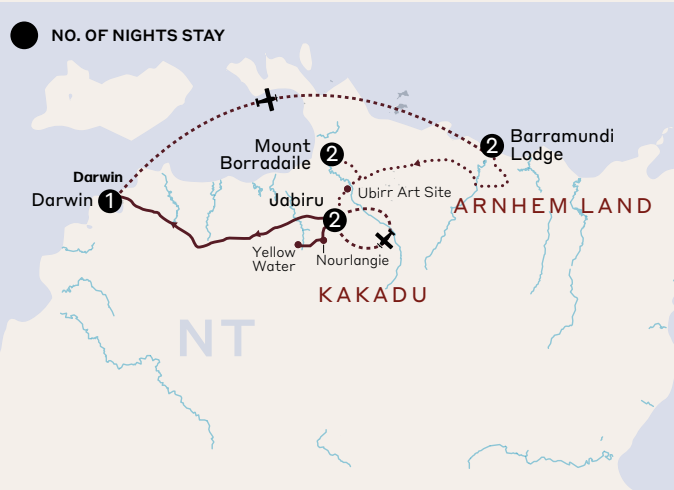 NO. OF NIGHTS STAY
Barramundi
Lodge
2
Mount
Borradaile
2
Darwin
Darwin
1
Ubirr Art Site
Jabiru
2
ARNHEM LAND
Yellow
Water
Nourlangie
KAKADU
NT